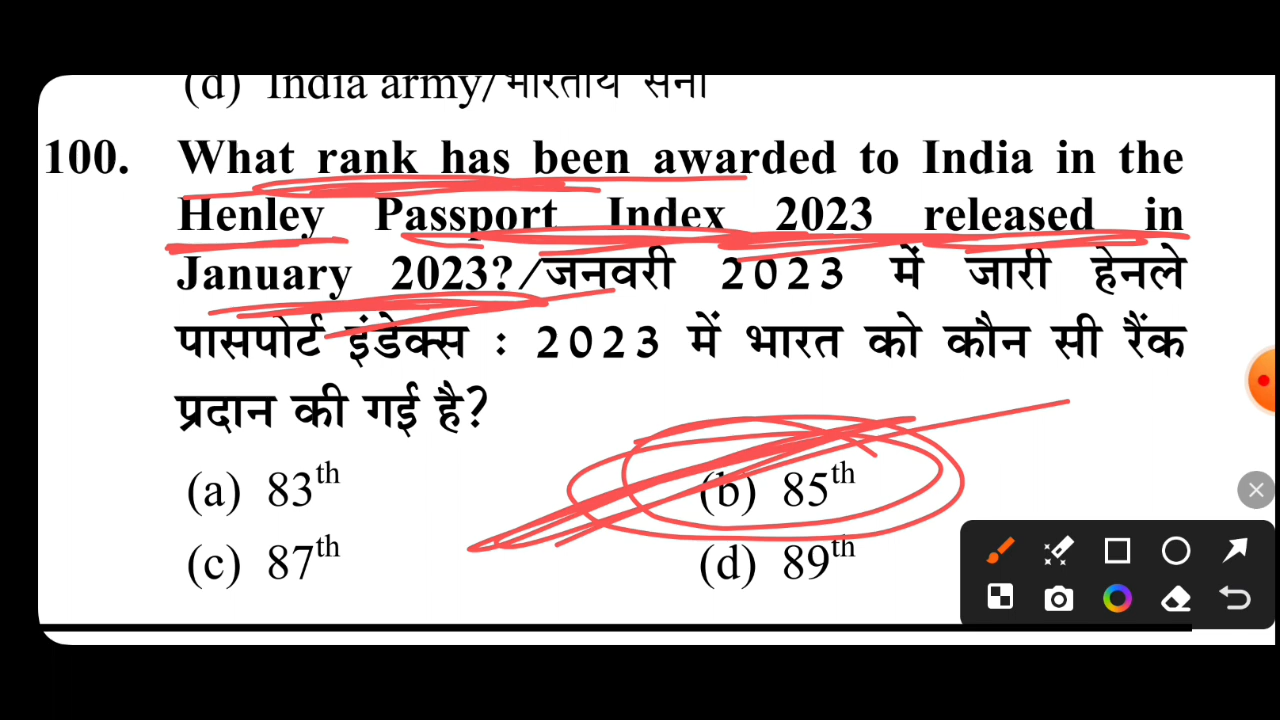 (d) India army/भारतीय सेना
100. What rank has been awarded to India in the
Henley Passport Index 2023 released in
January 2023?/जनवरी 2023 में जारी हेनले
पासपोर्ट इंडेक्स : 2023 में भारत को कौन सी रैंक
प्रदान की गई है?
(a) 83th (b) 85th
(c) 87th (d) 89th